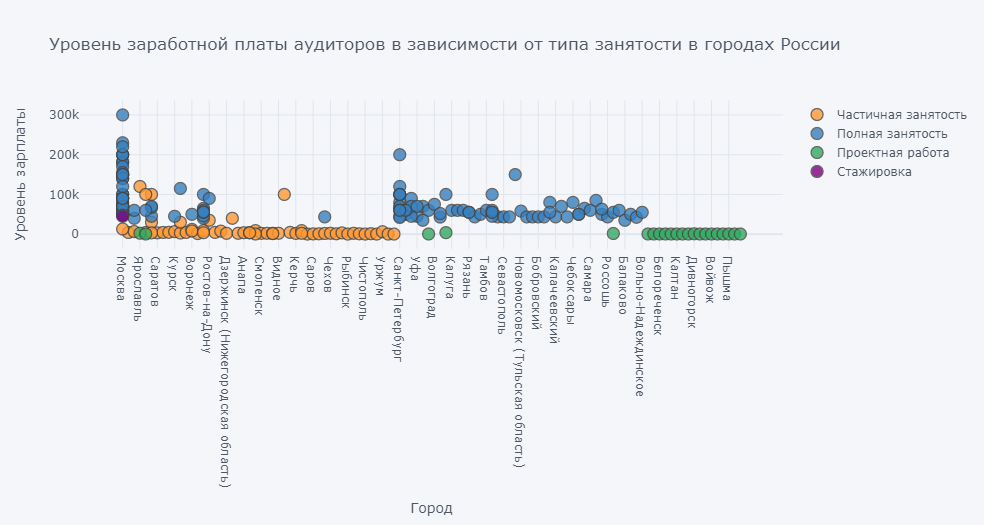 Уровень заработной платы аудиторов в зависимости от типа занятости в городах России
Уровень зарплаты
300k
200k
100k
0
Частичная занятость
Полная занятость
Проектная работа
Стажировка
Москва
Ярославль
Саратов
Курск
Воронеж
Ростов-на-Дону
Дзержинск (Нижегородская область)
Анапа
Смоленск
Видное
Керчь
Саров
Чехов
Рыбинск
Чистополь
Уржум
Санкт-Петербург
Уфа
Волгоград
Калуга
Рязань
Тамбов
Севастополь
Новомосковск (Тульская область)
Бобровский
Калачеевский
Чебоксары
Самара
Россошь
Балаково
Вольно-Надеждинское
Белореченск
Калтан
Дивногорск
Войвож
Пышма
Город